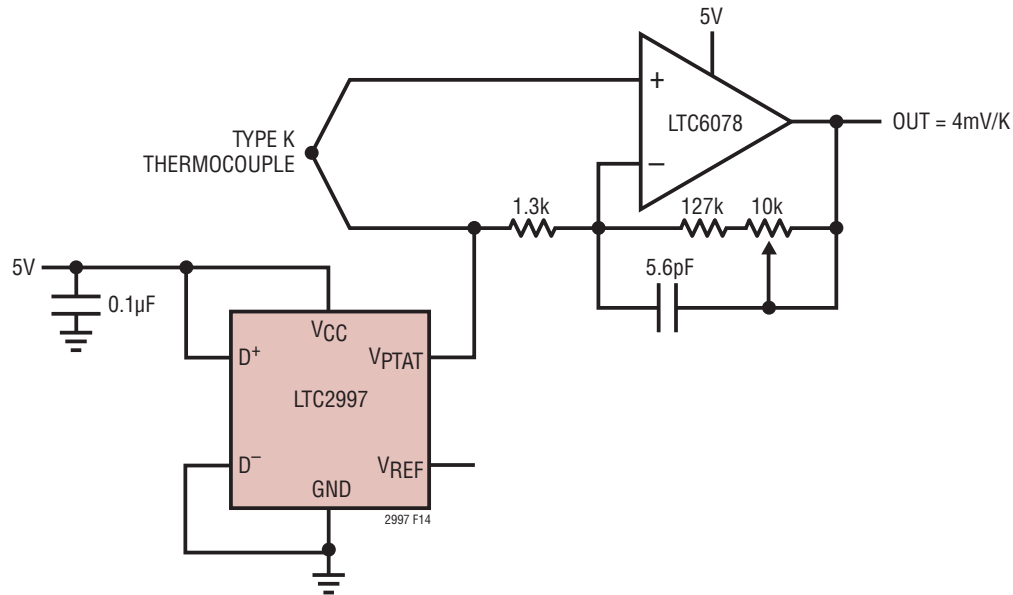 5V
+
LTC6078
OUT = 4mV/K
TYPE K
THERMOCOUPLE
–
1.3k
127k
10k
5.6pF
5V
0.1µF
VCC
D+
VPTAT
LTC2997
D–
VREF
GND
2997 F14